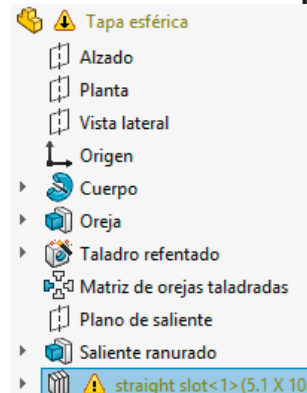 Tapa esférica
Alzado
Planta
Vista lateral
Origen
Cuerpo
Oreja
Taladro refentado
Matriz de orejas taladradas
Plano de saliente
Saliente ranurado
straight slot<1>(5.1 X 10